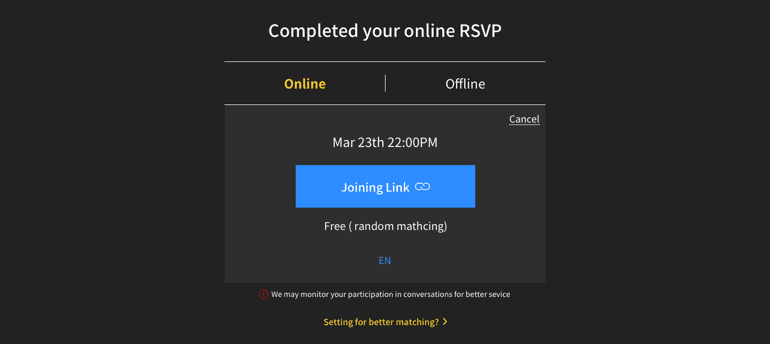 Completed your online RSVP
Online
Offline
Cancel
Mar 23th 22:00PM
Joining Link
Free ( random mathcing)
EN
We may monitor your participation in conversations for better sevice
Setting for better matching? >